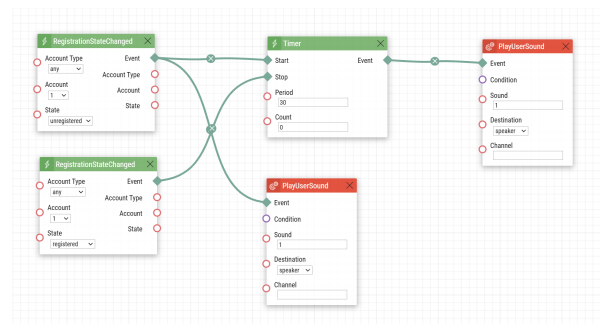 RegistrationStateChanged
Account Type
any
Event
Account Type
Account
1
Account
State
State
unregistered
Timer
Start
Event
Stop
Period
30
Count
0
PlayUserSound
Event
Condition
Sound
1
Destination
speaker
Channel
RegistrationStateChanged
Account Type
any
Event
Account Type
Account
1
Account
State
State
registered
PlayUserSound
Event
Condition
Sound
1
Destination
speaker
Channel